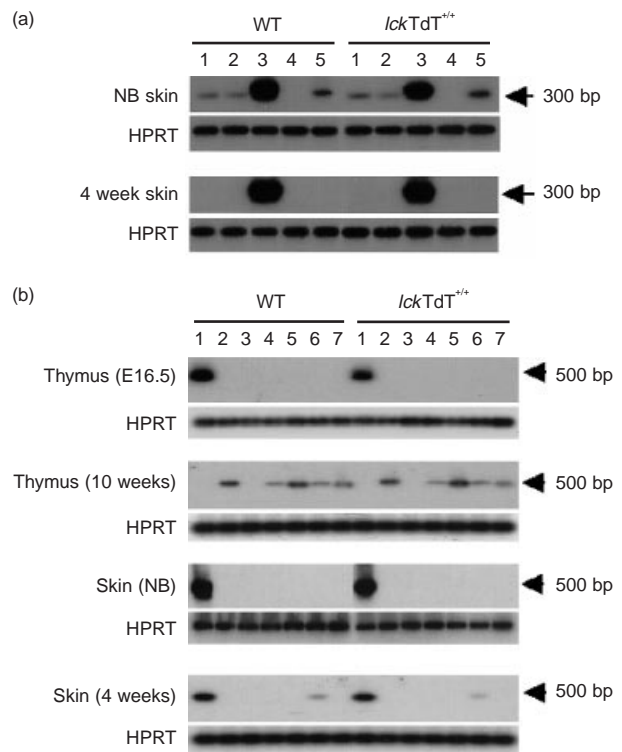 (a)
WT lckTdT+/+
1 2 3 4 5 1 2 3 4 5
NB skin 300 bp
HPRT
4 week skin 300 bp
HPRT
(b)
WT lckTdT+/+
1 2 3 4 5 6 7 1 2 3 4 5 6 7
Thymus (E16.5) 500 bp
HPRT
Thymus (10 weeks) 500 bp
HPRT
Skin (NB) 500 bp
HPRT
Skin (4 weeks) 500 bp
HPRT